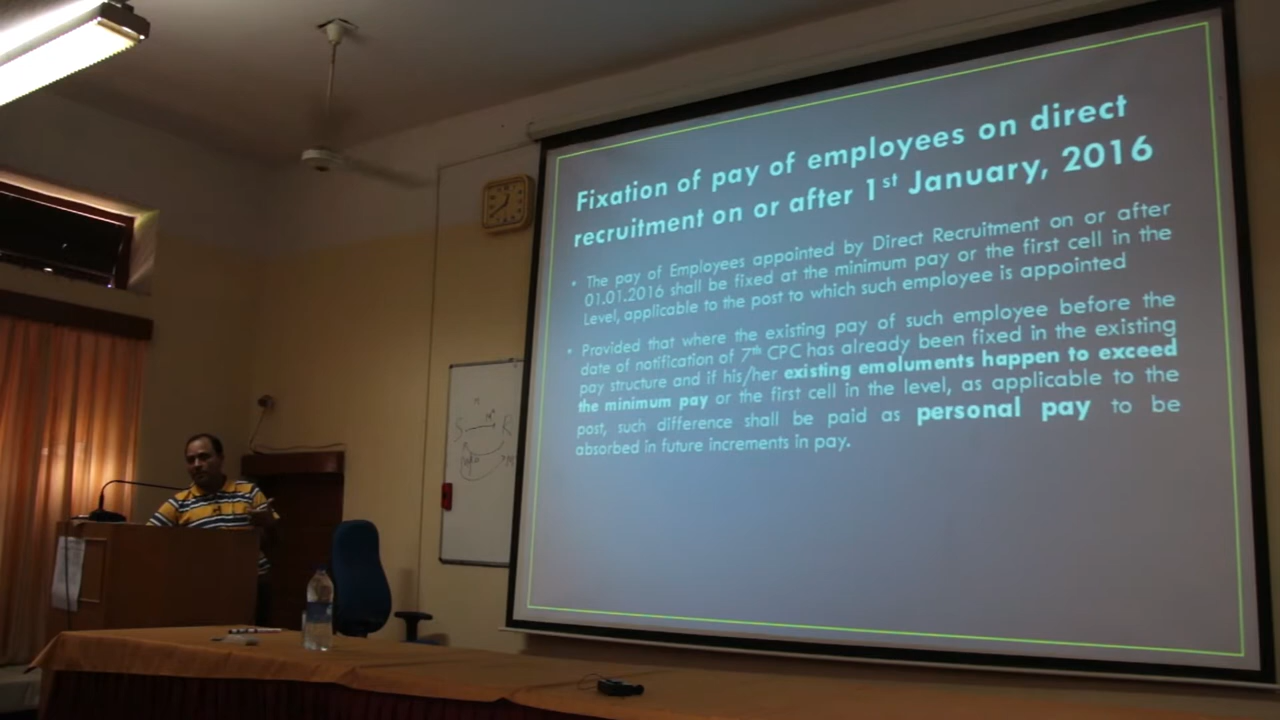 Fixation of pay of employees on direct
recruitment on or after 1st January, 2016
• The pay of Employees appointed by Direct Recruitment on or after
01.01.2016 shall be fixed at the minimum pay or the first cell in the
Level, applicable to the post to which such employee is appointed
• Provided that where the existing pay of such employee before the
date of notification of 7th CPC has already been fixed in the existing
pay structure and if his/her existing emoluments happen to exceed
the minimum pay or the first cell in the level, as applicable to the
post, such difference shall be paid as personal pay to be
absorbed in future increments in pay.
S R